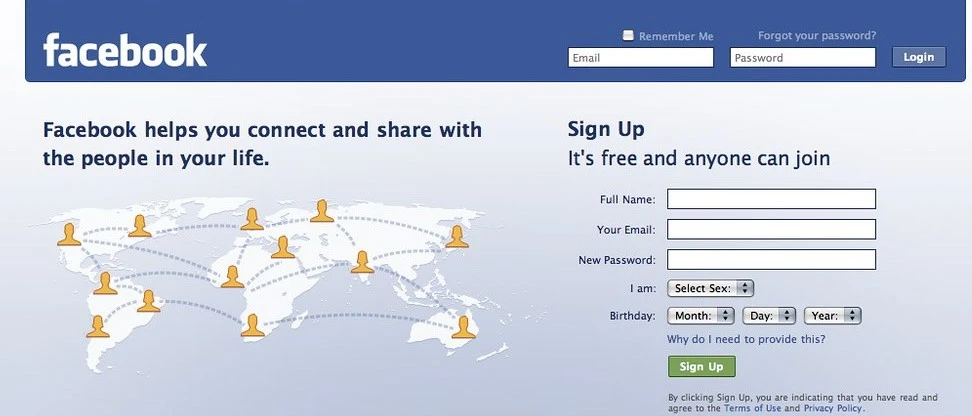 facebook
Remember Me
Forgot your password?
Email
Password
Login
Facebook helps you connect and share with
the people in your life.
Sign Up
It's free and anyone can join
Full Name:
Your Email:
New Password:
I am: Select Sex:
Birthday: Month: Day: Year:
Why do I need to provide this?
Sign Up
By clicking Sign Up, you are indicating that you have read and
agree to the Terms of Use and Privacy Policy.